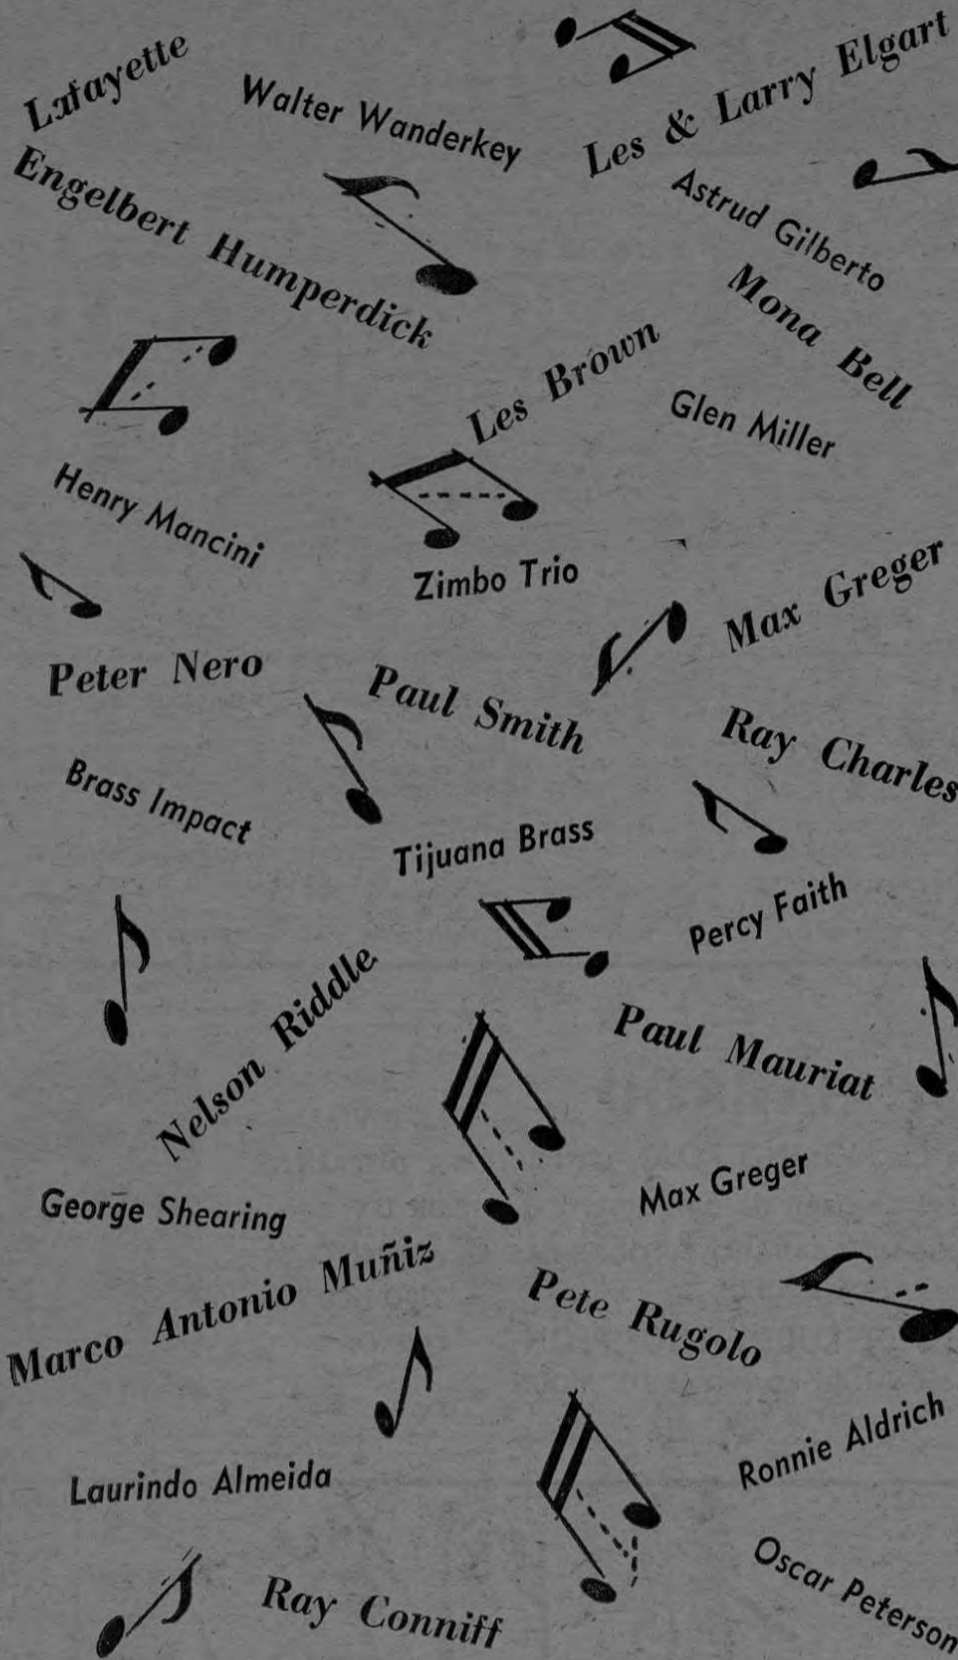 Lafayette
Walter Wanderkey
Les & Larry Elgart
Engelbert Humperdick
Astrud Gilberto
Mona Bell
Les Brown
Glen Miller
Henry Mancini
Zimbo Trio
Max Greger
Peter Nero
Paul Smith
Ray Charles
Brass Impact
Tijuana Brass
Percy Faith
Nelson Riddle
Paul Mauriat
George Shearing
Max Greger
Marco Antonio Muñiz
Pete Rugolo
Ronnie Aldrich
Laurindo Almeida
Oscar Peterson
Ray Conniff